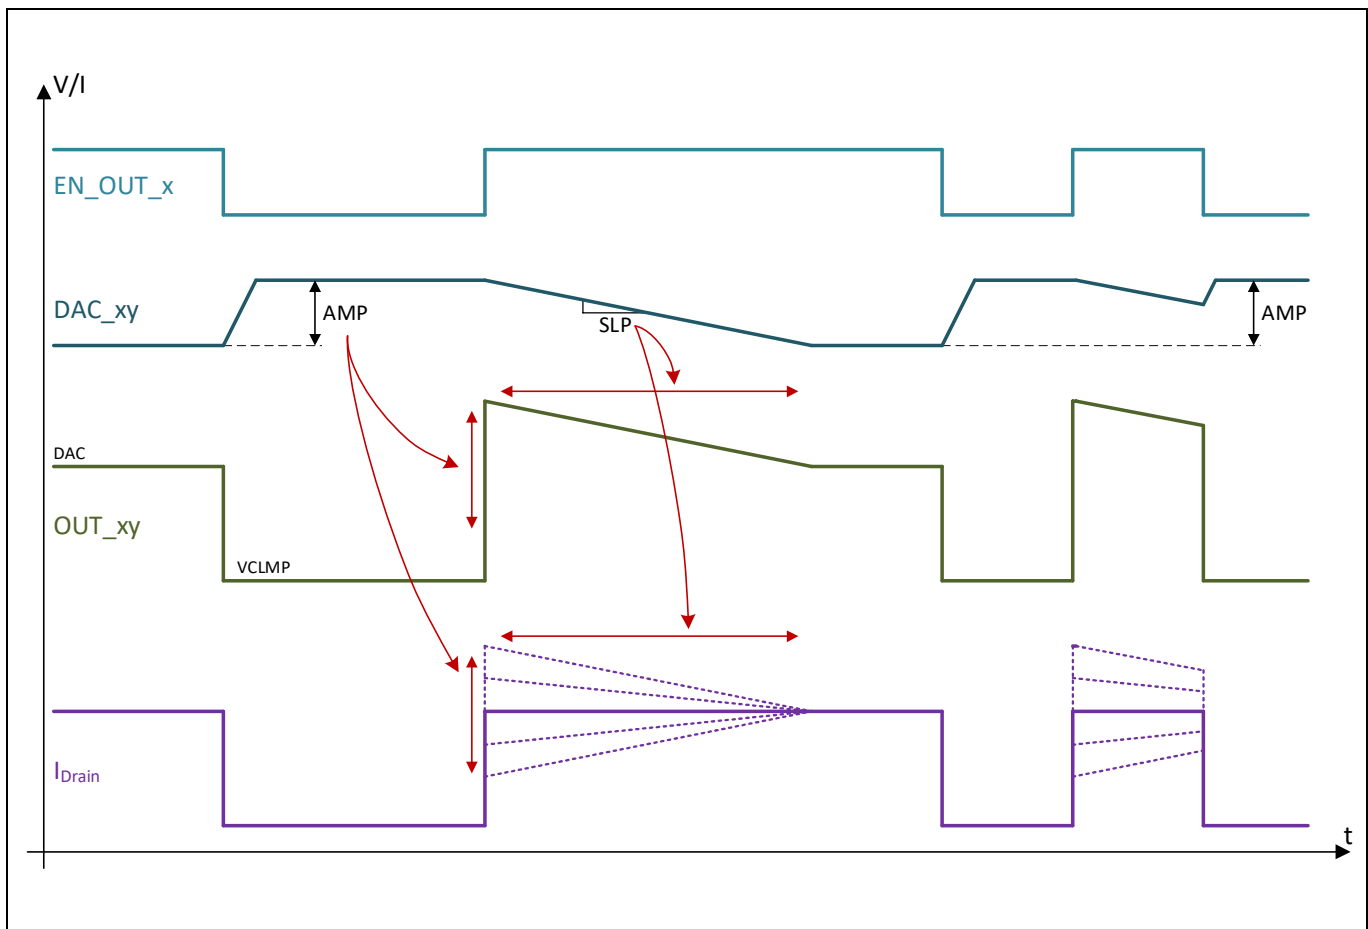 V/I
EN_OUT_x
DAC_xy
AMP
SLP
AMP
DAC
OUT_xy
VCLMP
IDrain
t